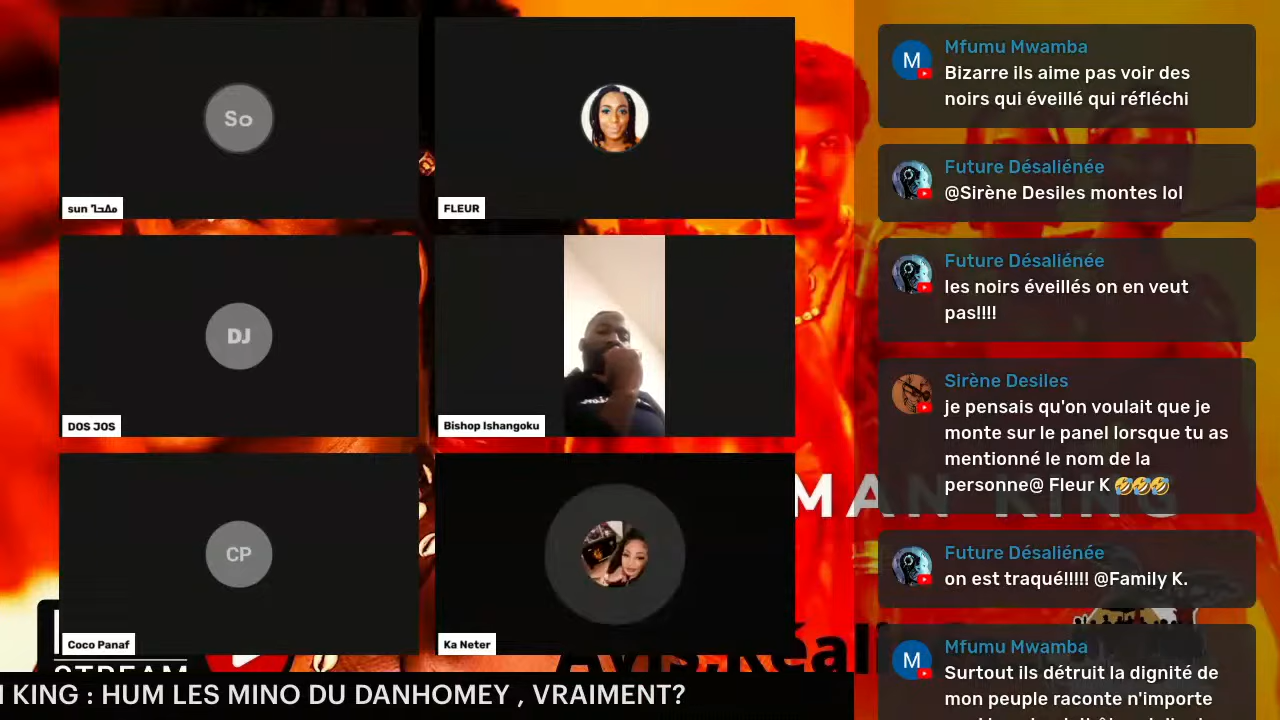 So
sun
FLEUR
DJ
DOS JOS
Bishop Ishangoku
CP
Coco Panaf
Ka Neter
MAN KING
STREAM
KING : HUM LES MINO DU DANHOMEY , VRAIMENT?
M
Mfumu Mwamba
Bizarre ils aime pas voir des
noirs qui éveillé qui réfléchi
Future Désaliénée
@Sirène Desiles montes lol
Future Désaliénée
les noirs éveillés on en veut
pas!!!!
Sirène Desiles
je pensais qu'on voulait que je
monte sur le panel lorsque tu as
mentionné le nom de la
personne@ Fleur K 🤣🤣🤣
Future Désaliénée
on est traqué!!!!! @Family K.
M
Mfumu Mwamba
Surtout ils détruit la dignité de
mon peuple raconte n'importe